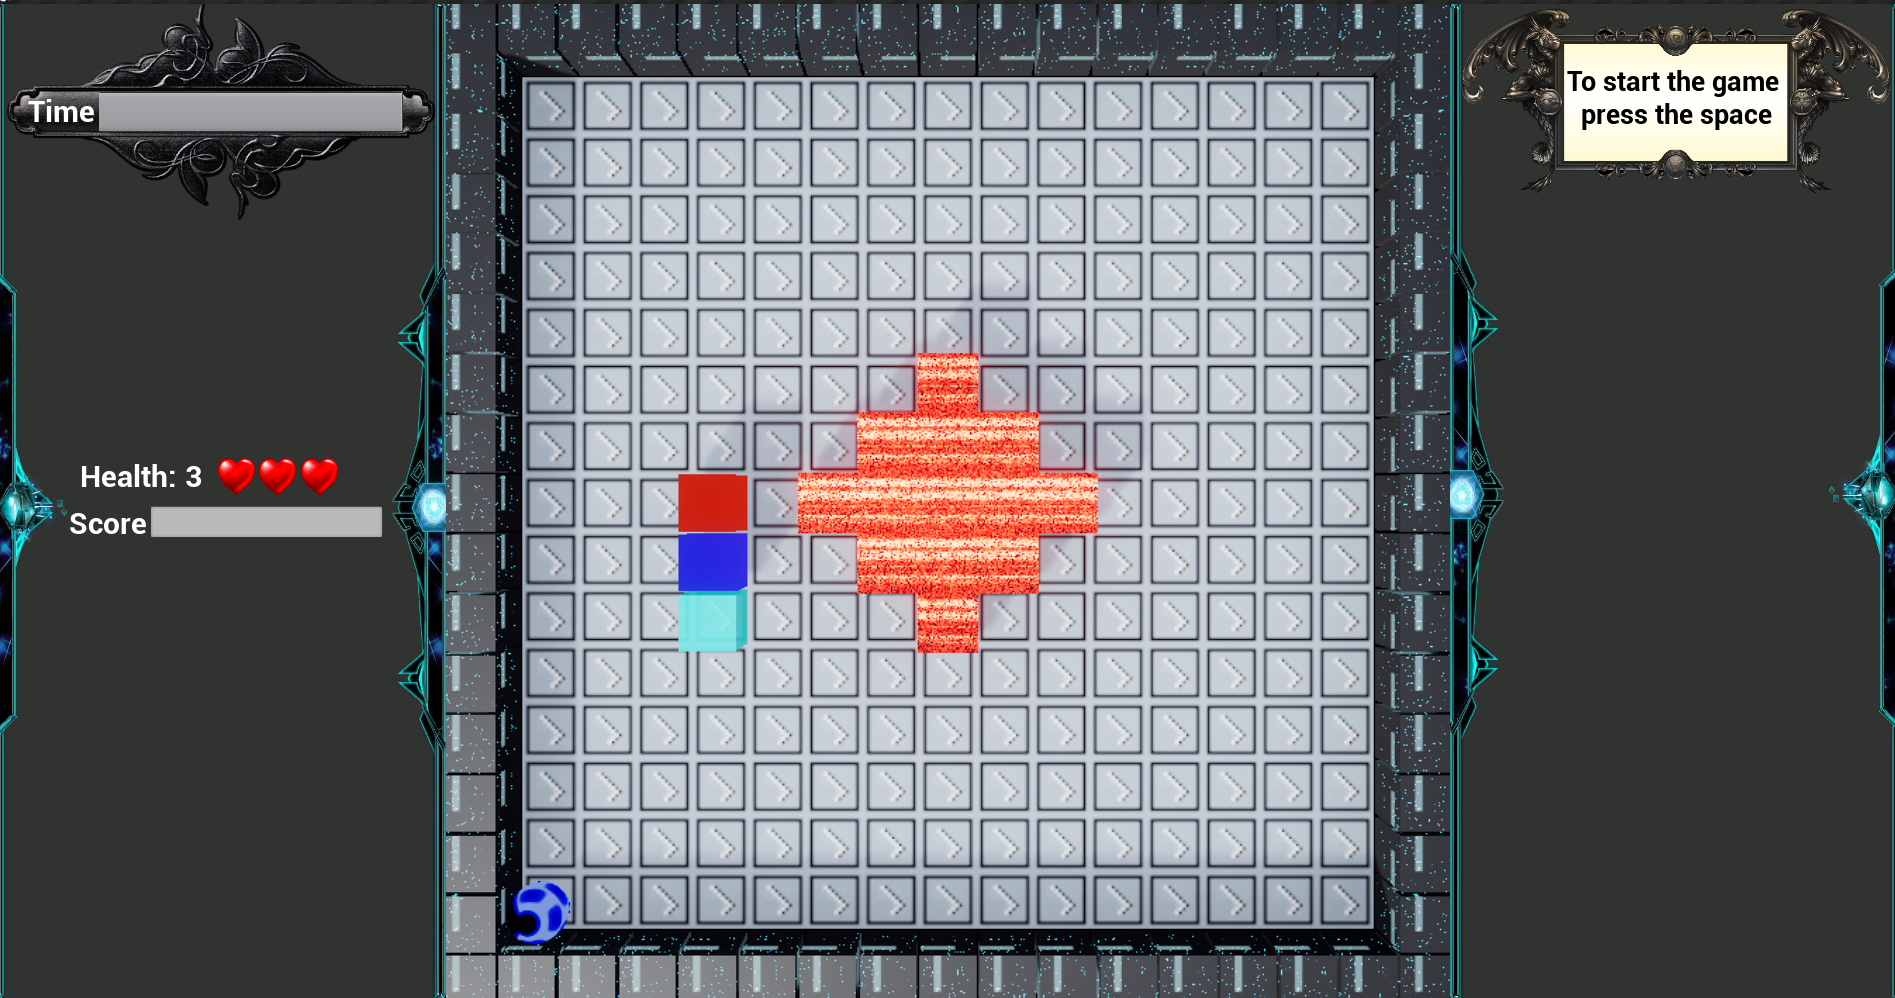 Time
To start the game
press the space
Health: 3
Score